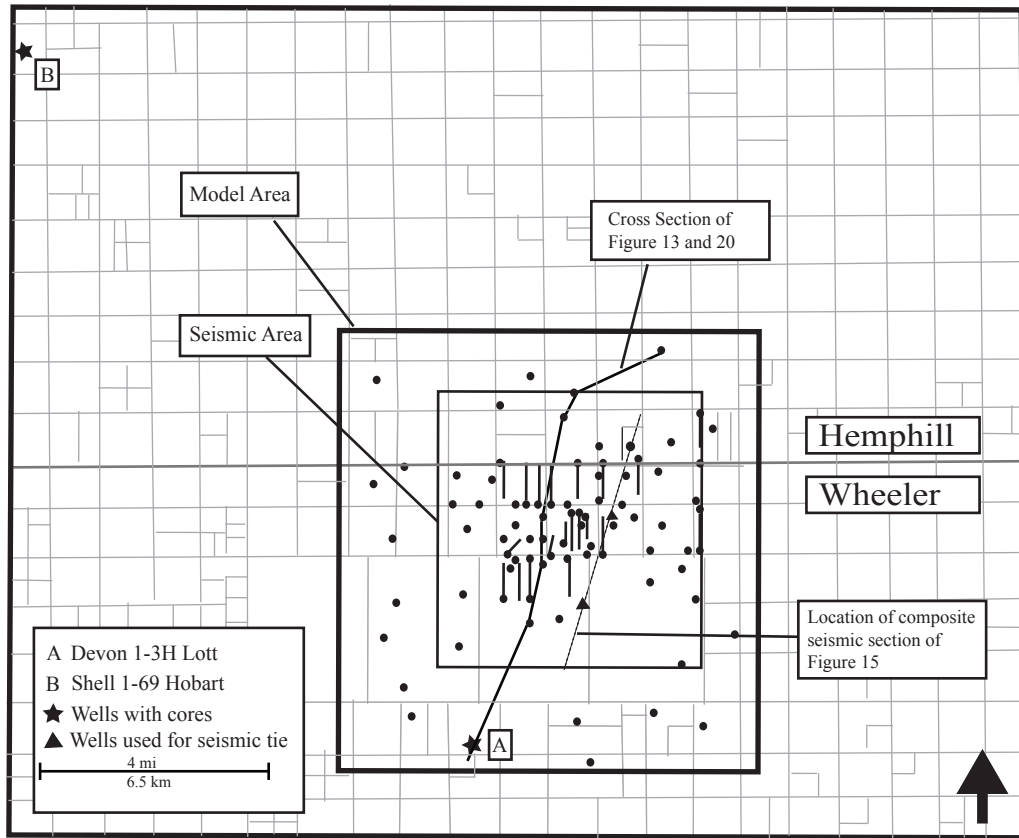 B
Model Area
Cross Section of
Figure 13 and 20
Seismic Area
Hemphill
Wheeler
Location of composite
seismic section of
Figure 15
A Devon 1-3H Lott
B Shell 1-69 Hobart
Wells with cores
Wells used for seismic tie
4 mi
6.5 km
A